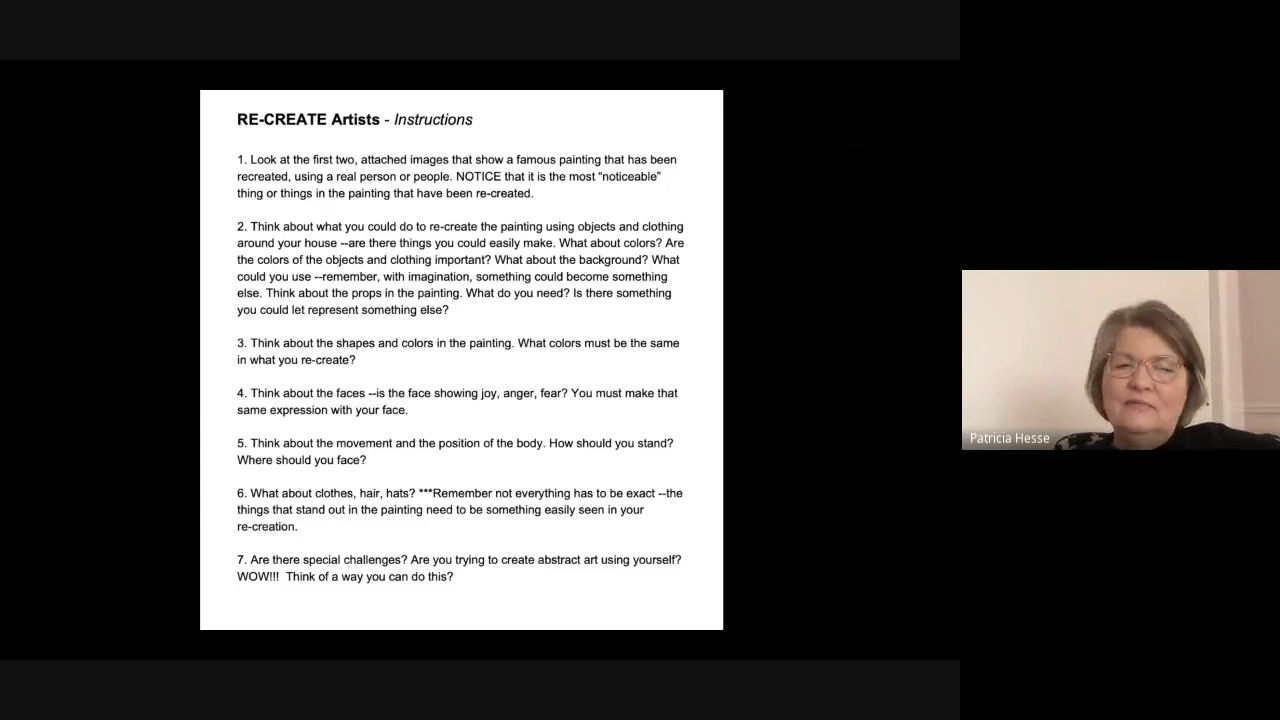 RE-CREATE Artists - Instructions
1. Look at the first two, attached images that show a famous painting that has been
recreated, using a real person or people. NOTICE that it is the most “noticeable”
thing or things in the painting that have been re-created.
2. Think about what you could do to re-create the painting using objects and clothing
around your house --are there things you could easily make. What about colors? Are
the colors of the objects and clothing important? What about the background? What
could you use --remember, with imagination, something could become something
else. Think about the props in the painting. What do you need? Is there something
you could let represent something else?
3. Think about the shapes and colors in the painting. What colors must be the same
in what you re-create?
4. Think about the faces --is the face showing joy, anger, fear? You must make that
same expression with your face.
5. Think about the movement and the position of the body. How should you stand?
Where should you face?
6. What about clothes, hair, hats? ***Remember not everything has to be exact --the
things that stand out in the painting need to be something easily seen in your
re-creation.
7. Are there special challenges? Are you trying to create abstract art using yourself?
WOW!!!  Think of a way you can do this?
Patricia Hesse